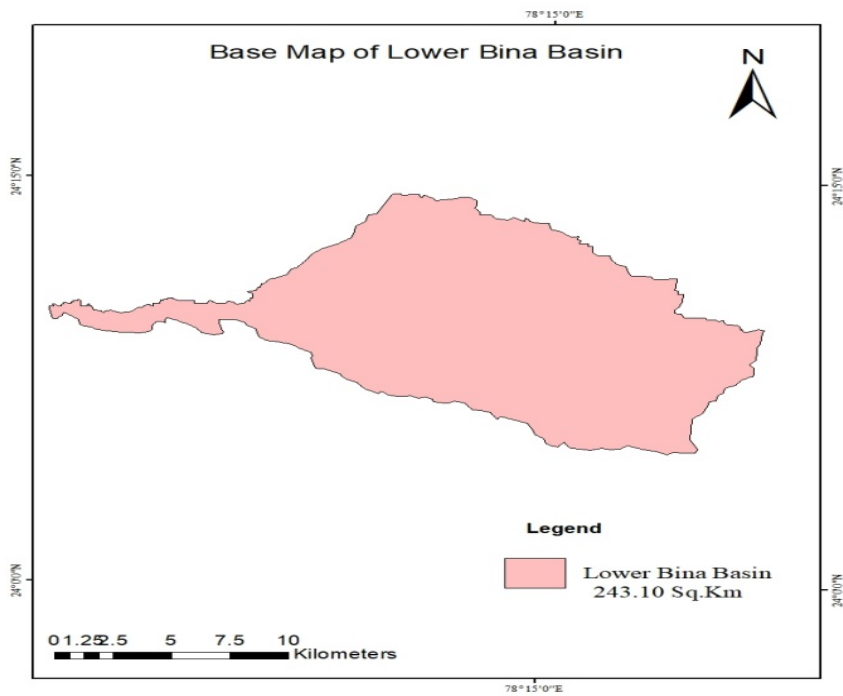 78°15'0"E
Base Map of Lower Bina Basin
N
24°15'0"N
24°15'0"N
Legend
Lower Bina Basin
243.10 Sq.Km
24°0'0"N
24°0'0"N
0 1.25 2.5 5 7.5 10
Kilometers
78°15'0"E